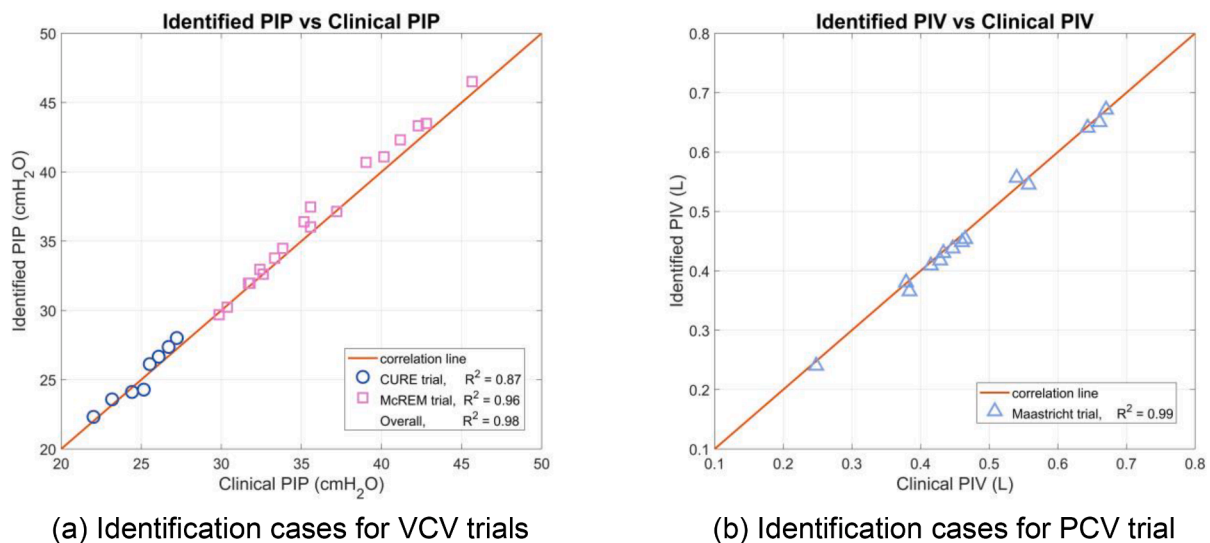 Identified PIP vs Clinical PIP
50
45
40
35
30
25
20
Identified PIP (cmH2O)
20 25 30 35 40 45 50
Clinical PIP (cmH2O)
correlation line
CURE trial, R2 = 0.87
McREM trial, R2 = 0.96
Overall, R2 = 0.98
(a) Identification cases for VCV trials
Identified PIV vs Clinical PIV
0.8
0.7
0.6
0.5
0.4
0.3
0.2
0.1
Identified PIV (L)
0.1 0.2 0.3 0.4 0.5 0.6 0.7 0.8
Clinical PIV (L)
correlation line
Maastricht trial, R2 = 0.99
(b) Identification cases for PCV trial